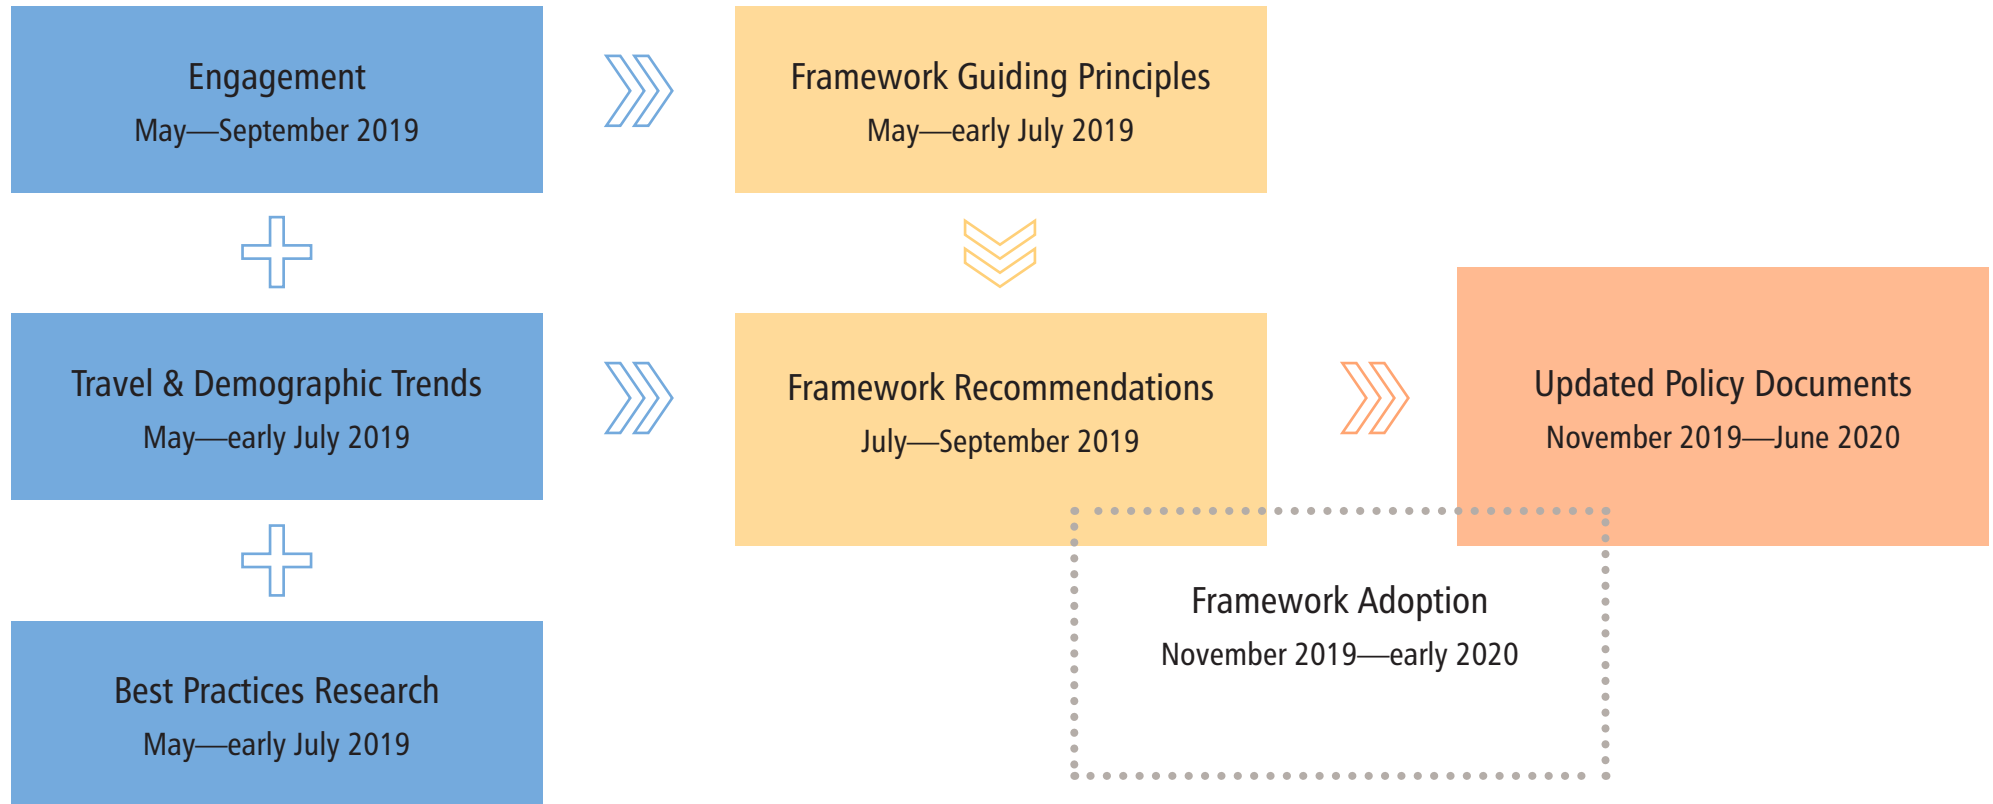 Engagement
May—September 2019
Framework Guiding Principles
May—early July 2019
Travel & Demographic Trends
May—early July 2019
Framework Recommendations
July—September 2019
Updated Policy Documents
November 2019—June 2020
Framework Adoption
November 2019—early 2020
Best Practices Research
May—early July 2019